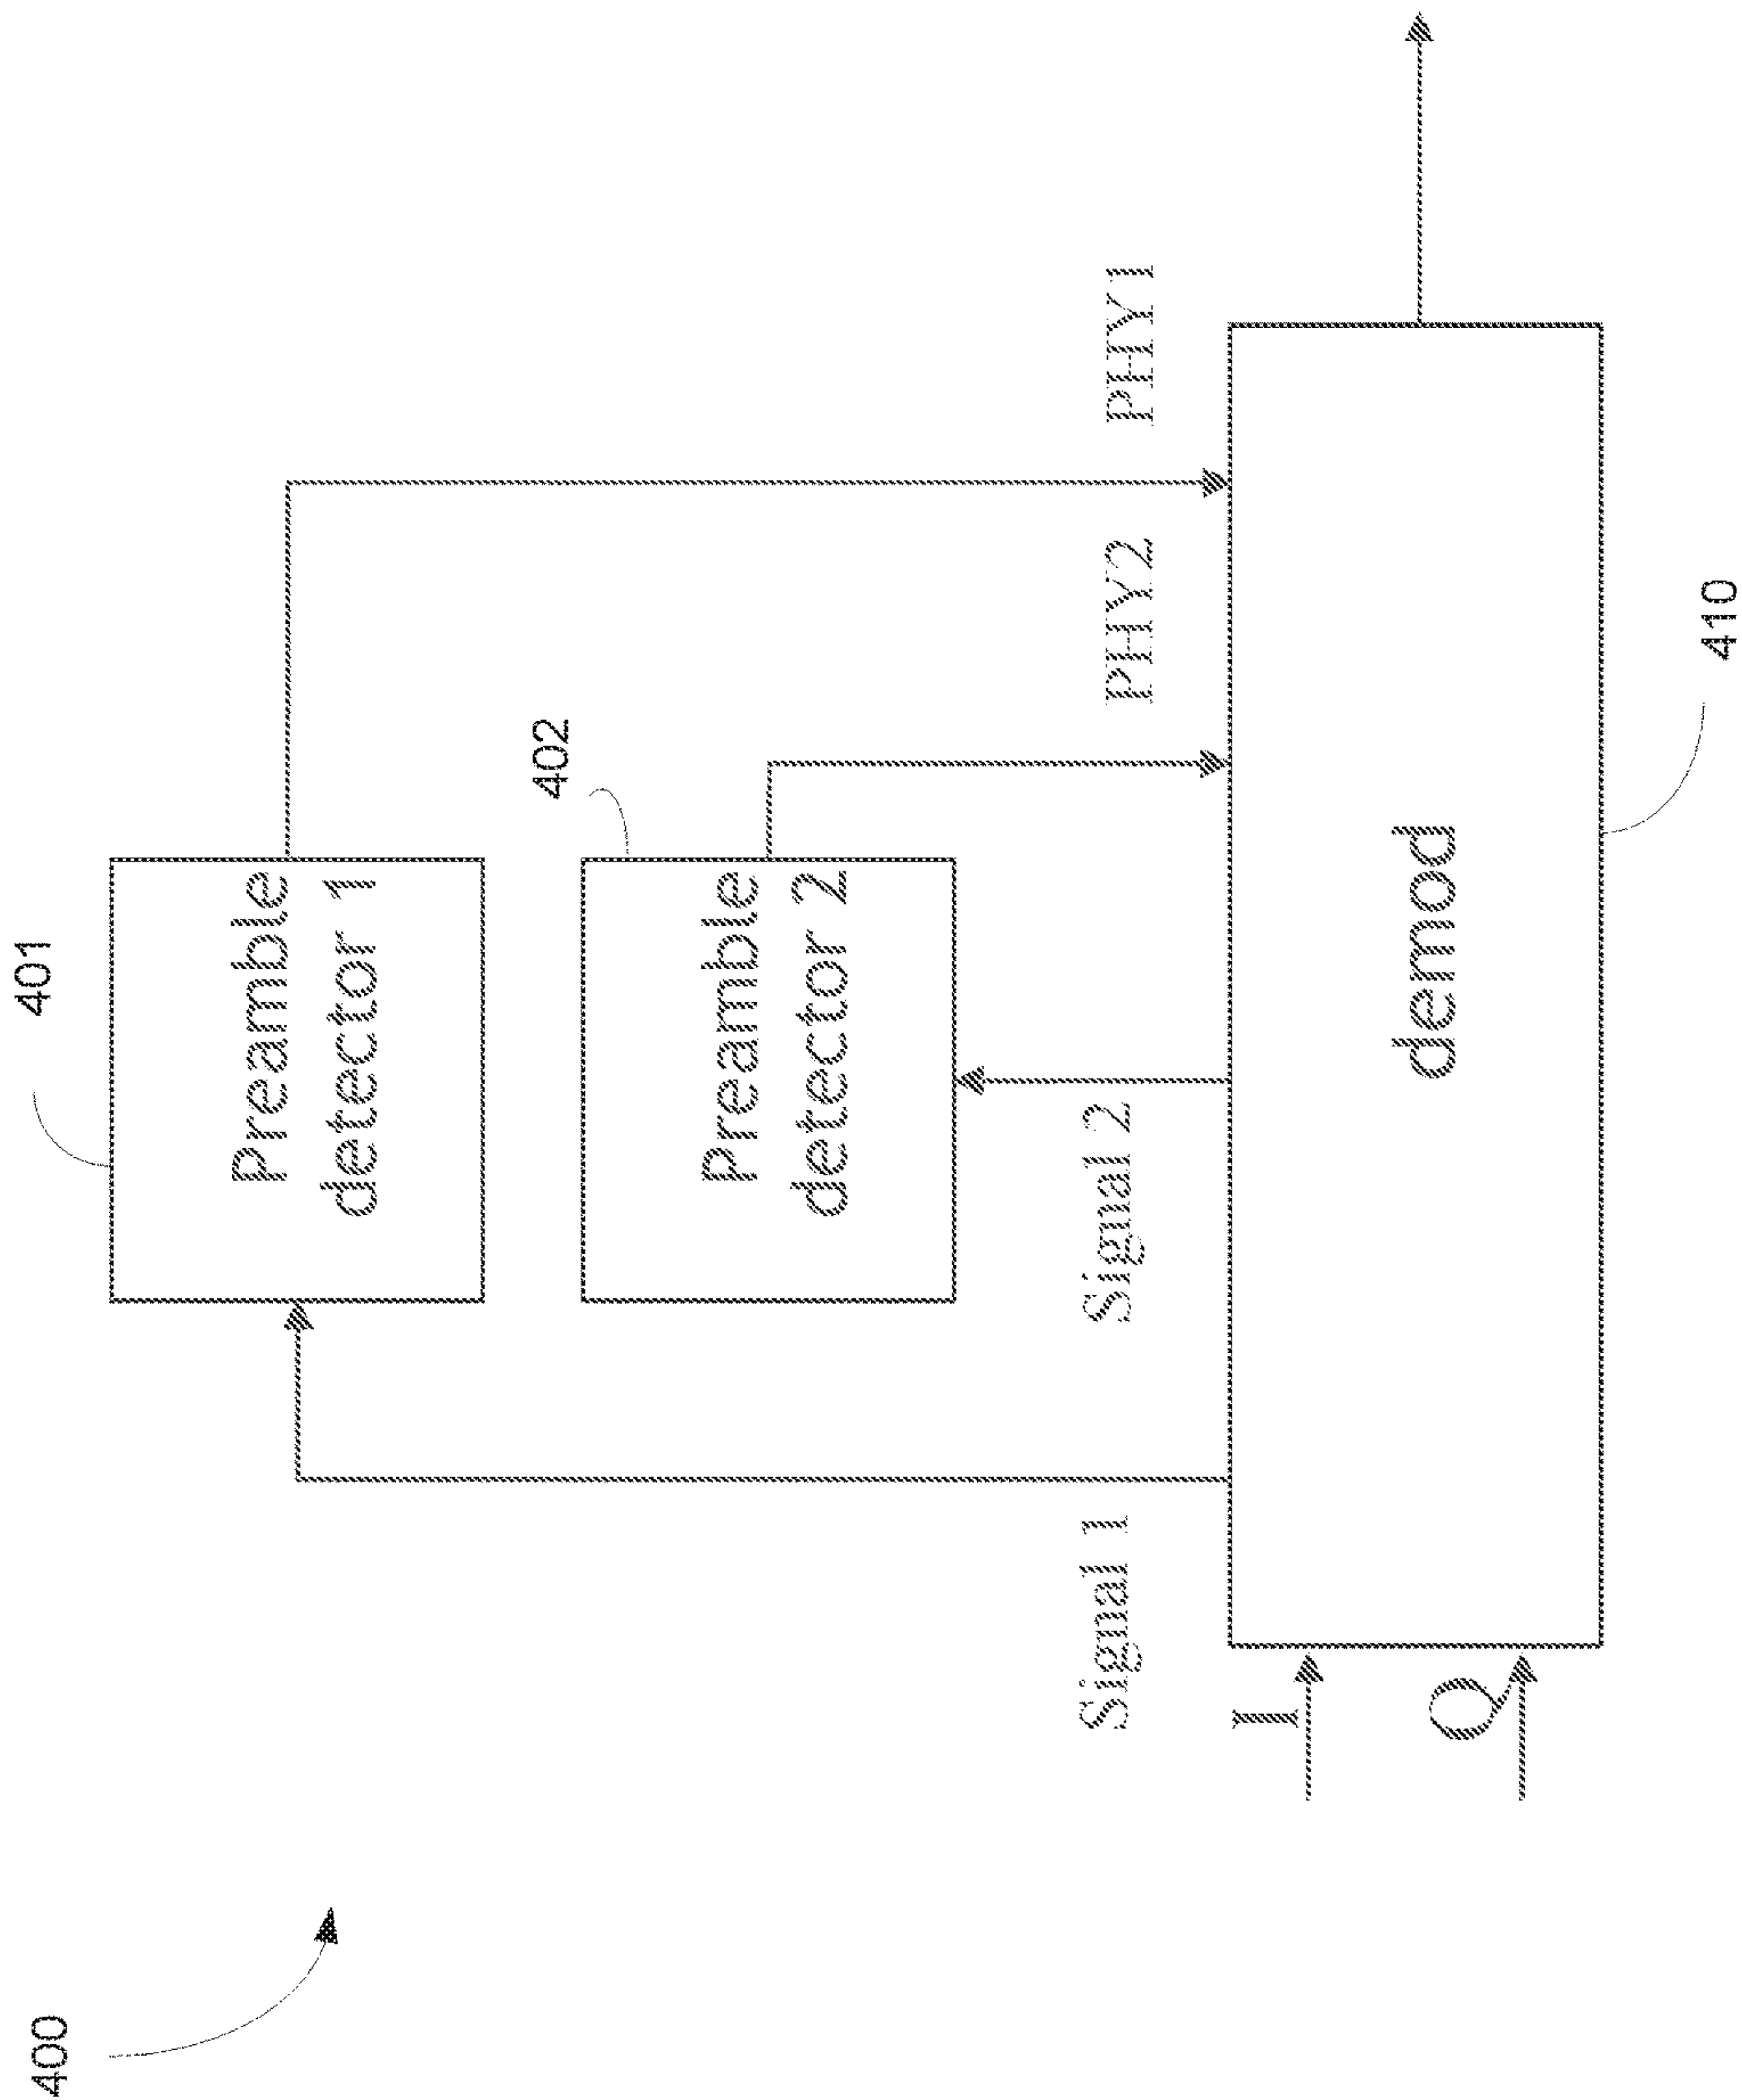 400
401
Preamble
detector 1
402
Preamble
detector 2
Signal 1
Signal 2
PHY2
PHY1
I
Q
demod
410